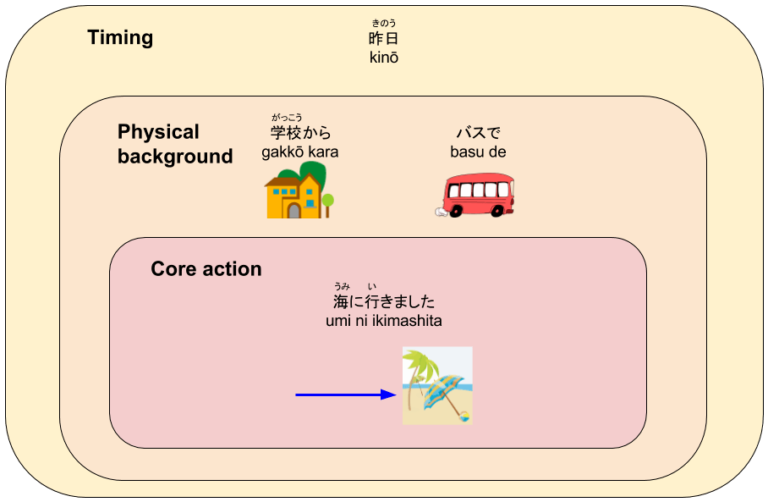 Timing
きのう
昨日
kinō
Physical
background
がっこう
学校から
gakkō kara
バスで
basu de
Core action
うみ い
海に行きました
umi ni ikimashita